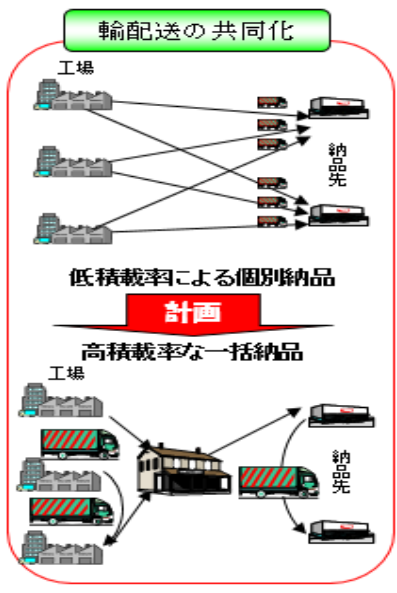 輸配送の共同化
工場
納品先
低積載率による個別納品
計画
高積載率な一括納品
工場
納品先